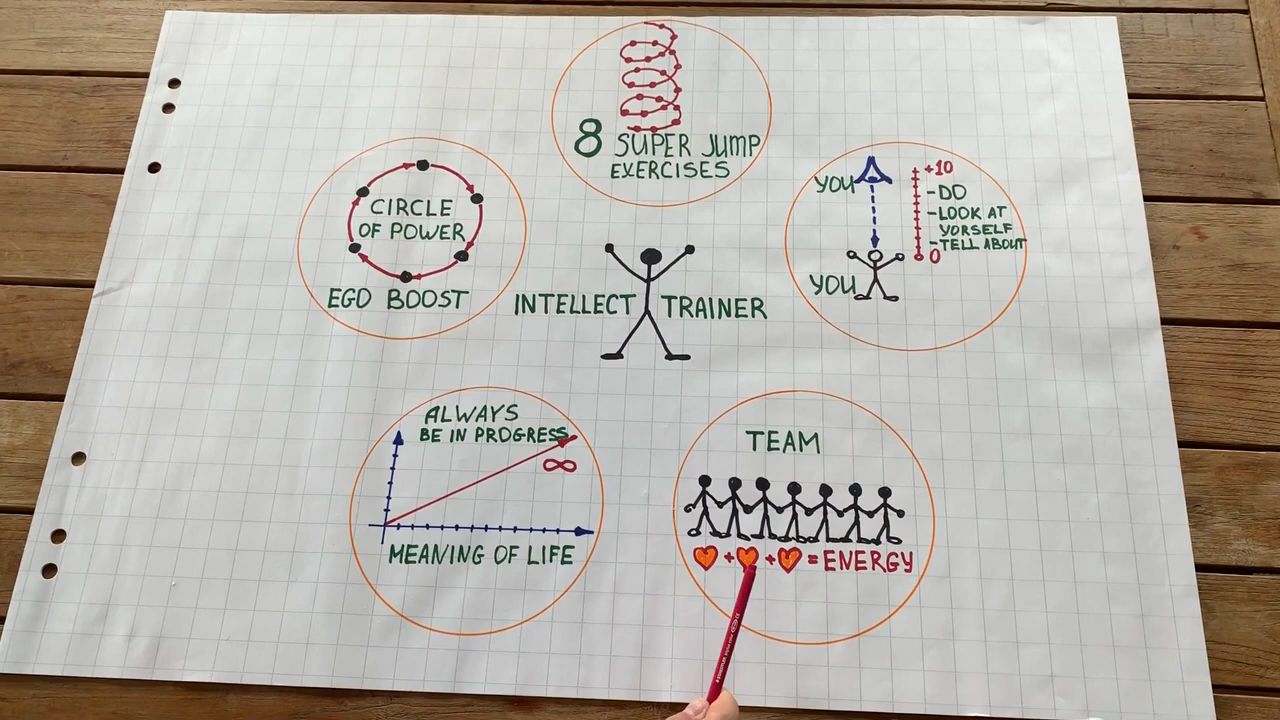 8 SUPER JUMP
EXERCISES
CIRCLE
OF POWER
EGO BOOST
YOU
+10
-DO
-LOOK AT
YORSELF
-TELL ABOUT
0
YOU
INTELLECT TRAINER
ALWAYS
BE IN PROGRESS
∞
MEANING OF LIFE
TEAM
+ + = ENERGY